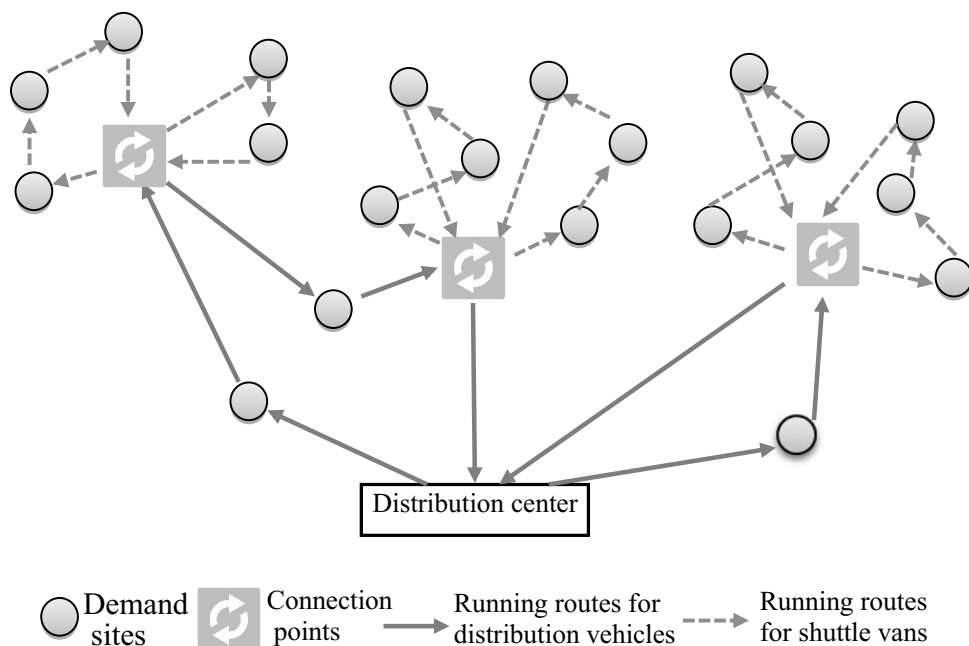 Distribution center
Demand
sites
Connection
points
Running routes for
distribution vehicles
Running routes
for shuttle vans